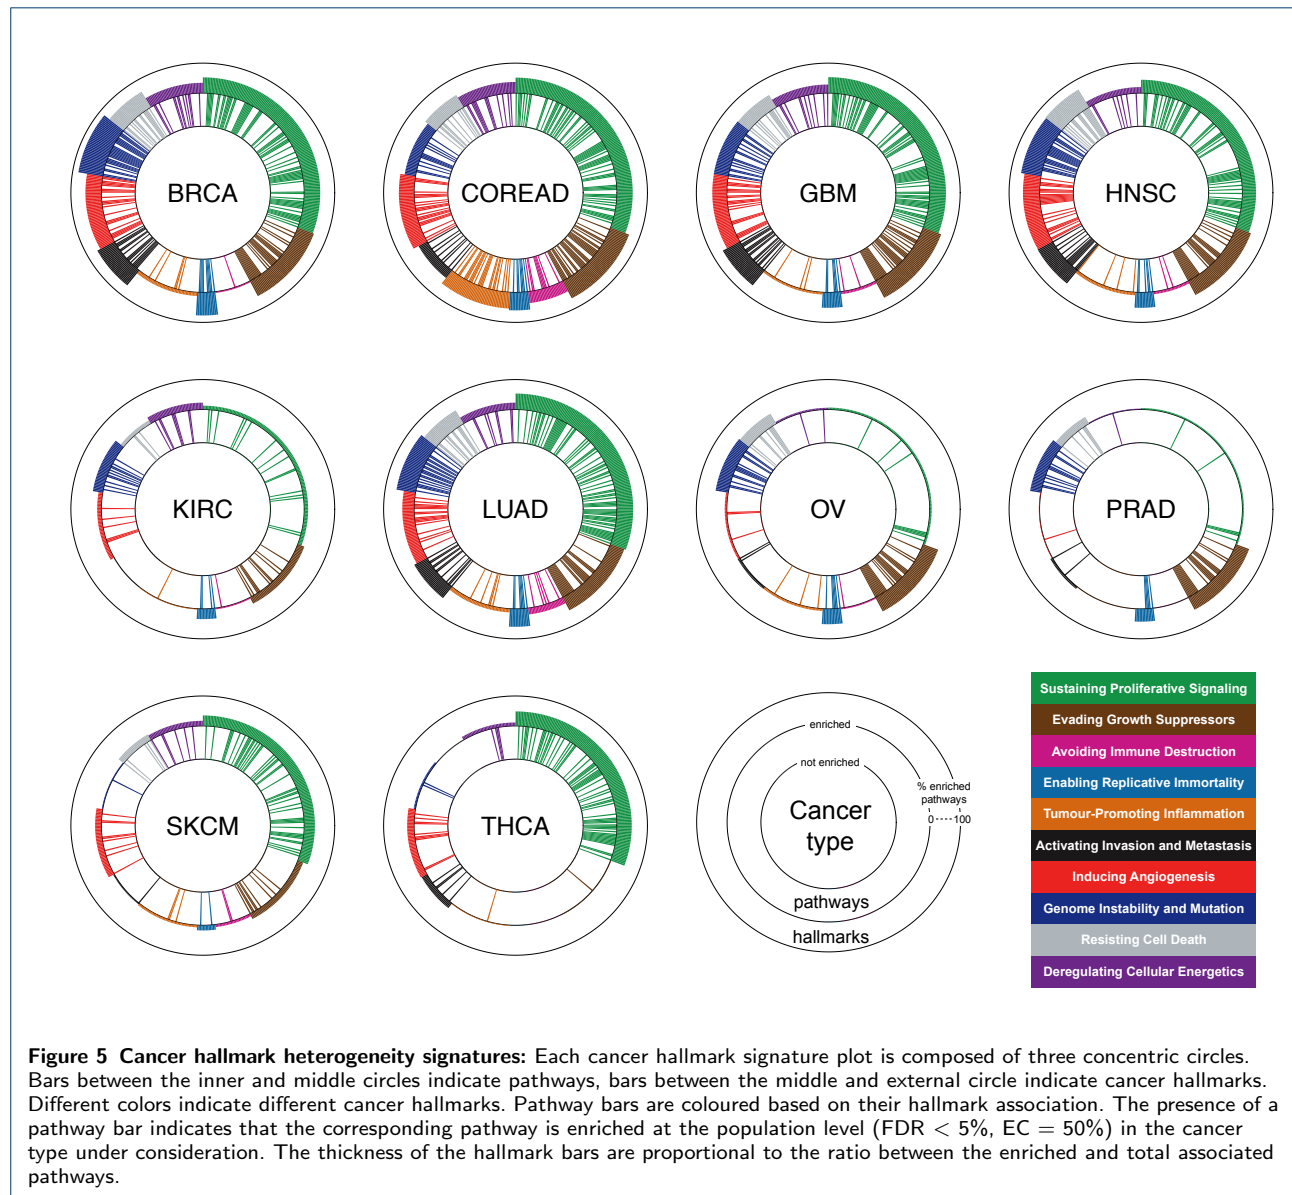 BRCA
COREAD
GBM
HNSC
KIRC
LUAD
OV
PRAD
SKCM
THCA
enriched
not enriched
% enriched
pathways
0 ---- 100
Cancer
type
pathways
hallmarks
Sustaining Proliferative Signaling
Evading Growth Suppressors
Avoiding Immune Destruction
Enabling Replicative Immortality
Tumour-Promoting Inflammation
Activating Invasion and Metastasis
Inducing Angiogenesis
Genome Instability and Mutation
Resisting Cell Death
Deregulating Cellular Energetics
Figure 5 Cancer hallmark heterogeneity signatures: Each cancer hallmark signature plot is composed of three concentric circles.
Bars between the inner and middle circles indicate pathways, bars between the middle and external circle indicate cancer hallmarks.
Different colors indicate different cancer hallmarks. Pathway bars are coloured based on their hallmark association. The presence of a
pathway bar indicates that the corresponding pathway is enriched at the population level (FDR < 5%, EC = 50%) in the cancer
type under consideration. The thickness of the hallmark bars are proportional to the ratio between the enriched and total associated
pathways.